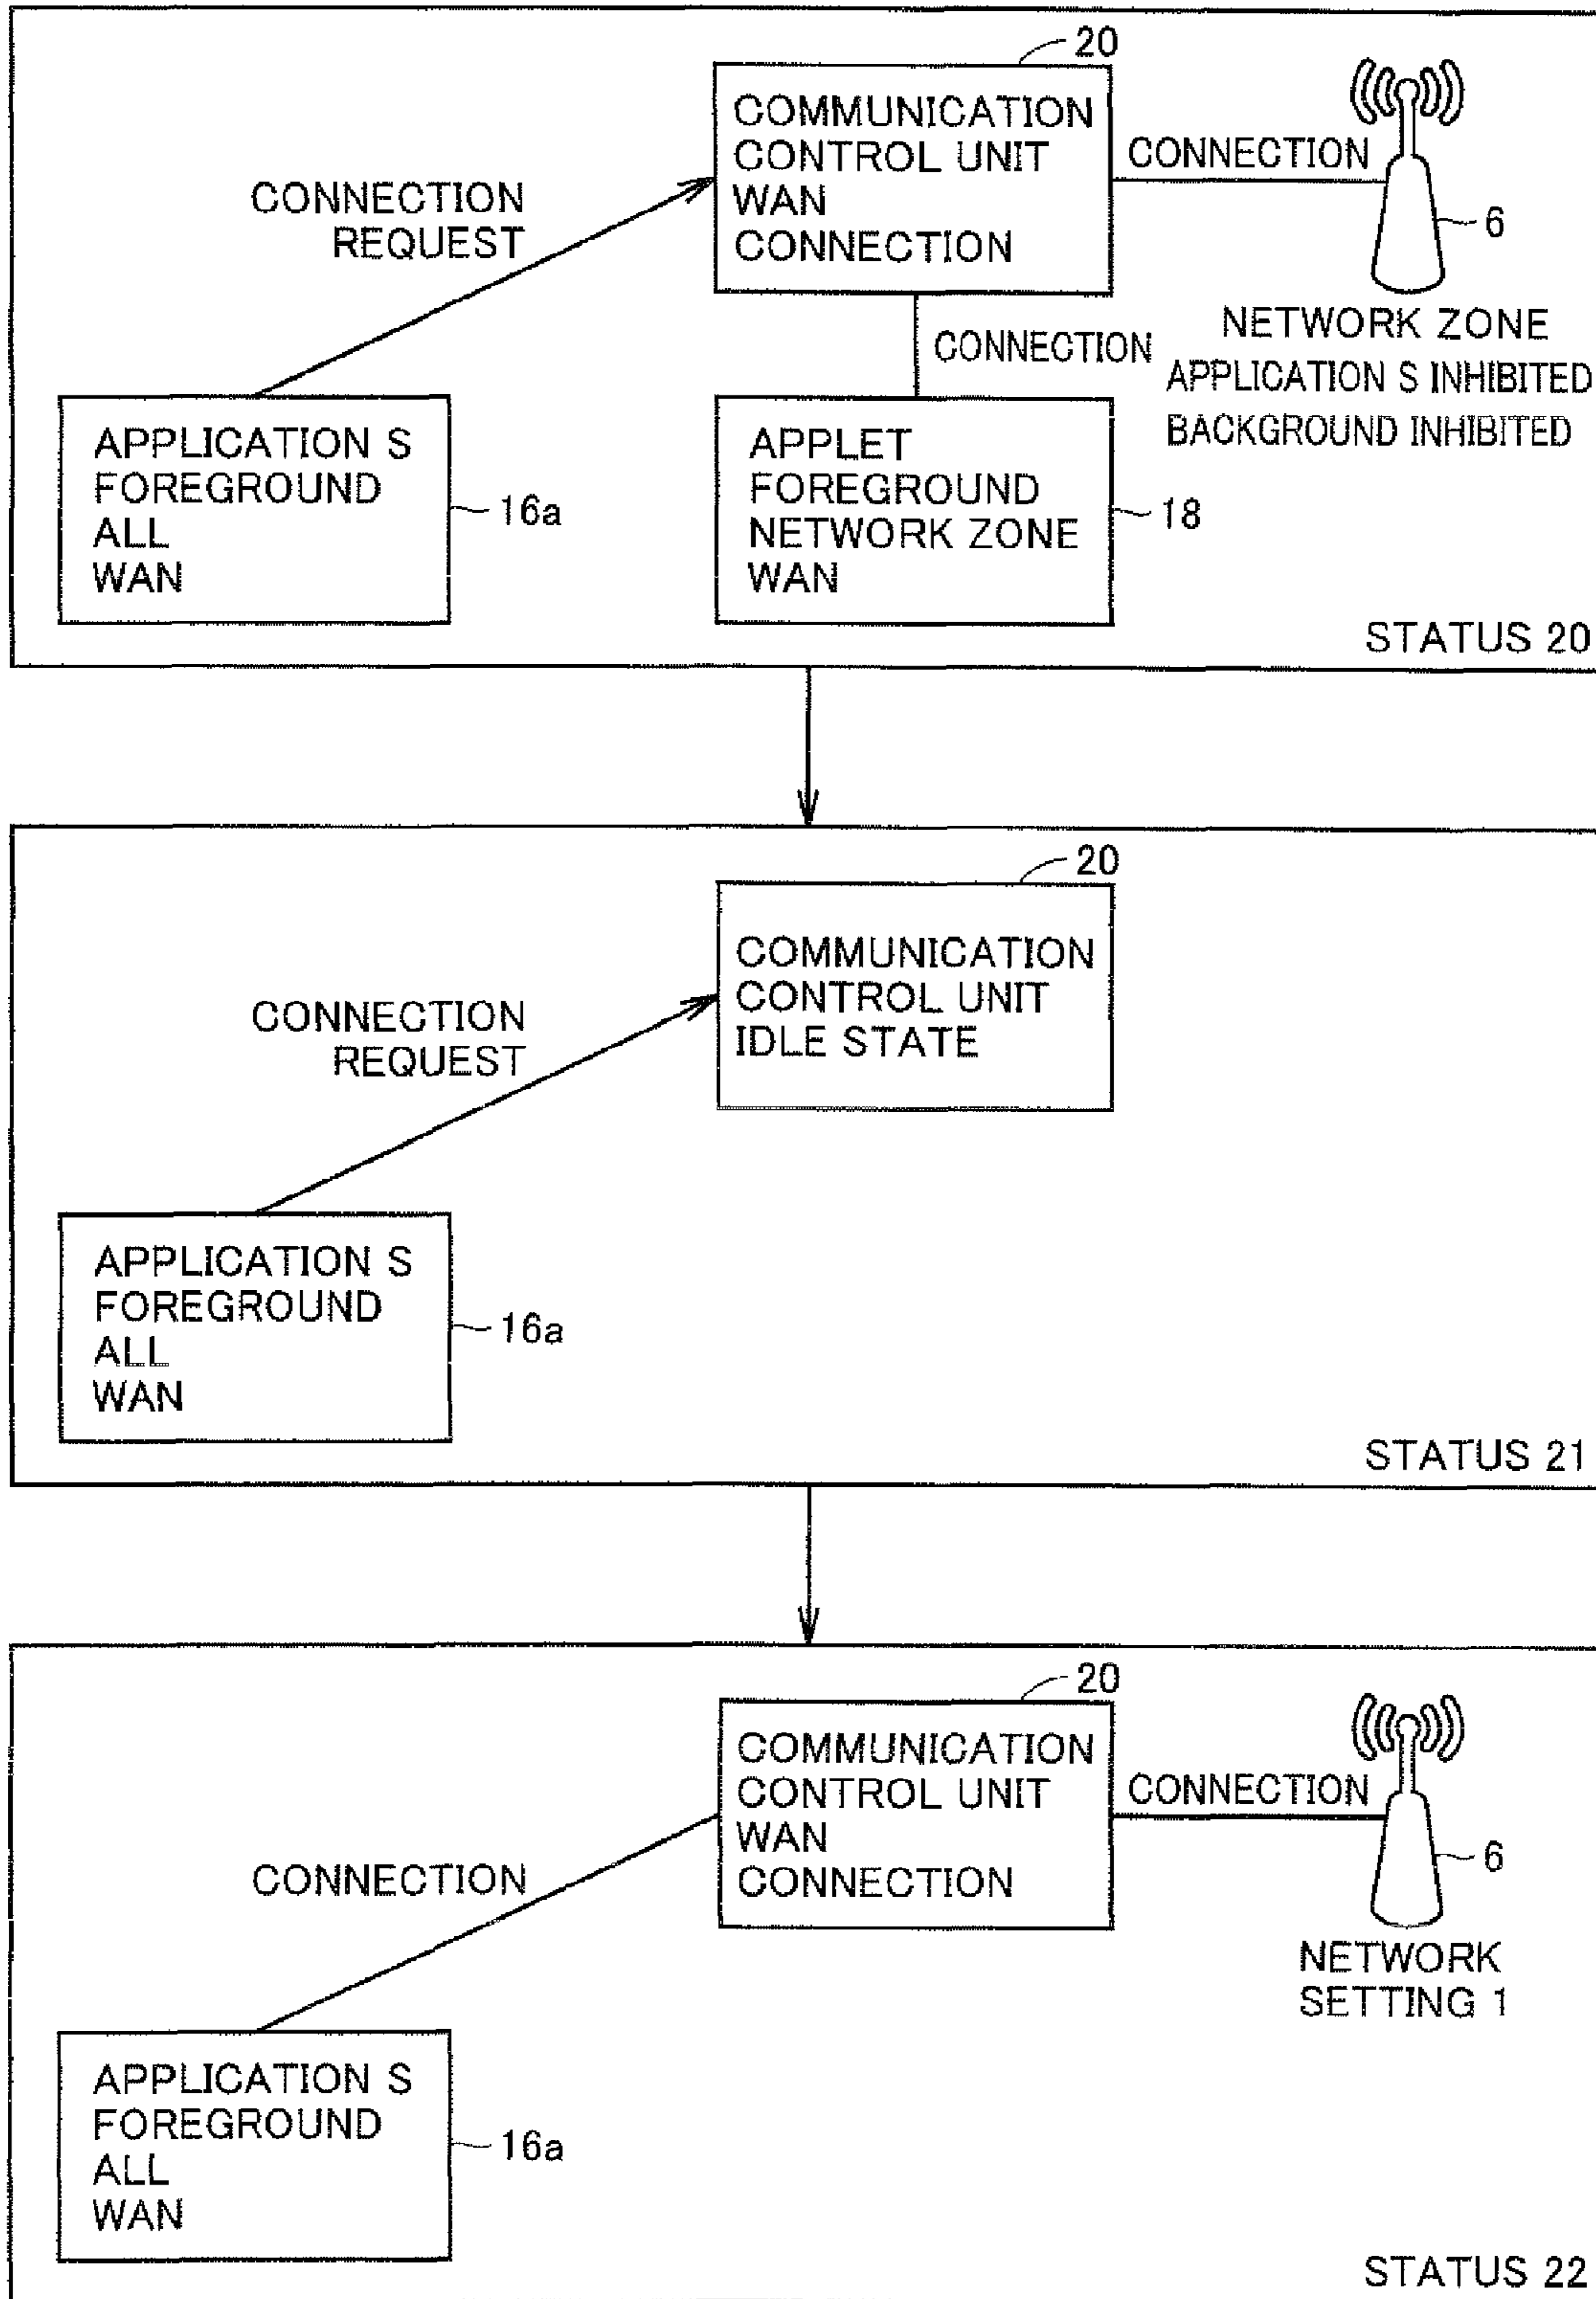 20
COMMUNICATION
CONTROL UNIT
WAN
CONNECTION
CONNECTION
6
CONNECTION
REQUEST
NETWORK ZONE
APPLICATION S INHIBITED
BACKGROUND INHIBITED
CONNECTION
APPLICATION S
FOREGROUND
ALL
WAN
16a
APPLET
FOREGROUND
NETWORK ZONE
WAN
18
STATUS 20
20
COMMUNICATION
CONTROL UNIT
IDLE STATE
CONNECTION
REQUEST
APPLICATION S
FOREGROUND
ALL
WAN
16a
STATUS 21
20
COMMUNICATION
CONTROL UNIT
WAN
CONNECTION
CONNECTION
6
CONNECTION
NETWORK
SETTING 1
APPLICATION S
FOREGROUND
ALL
WAN
16a
STATUS 22